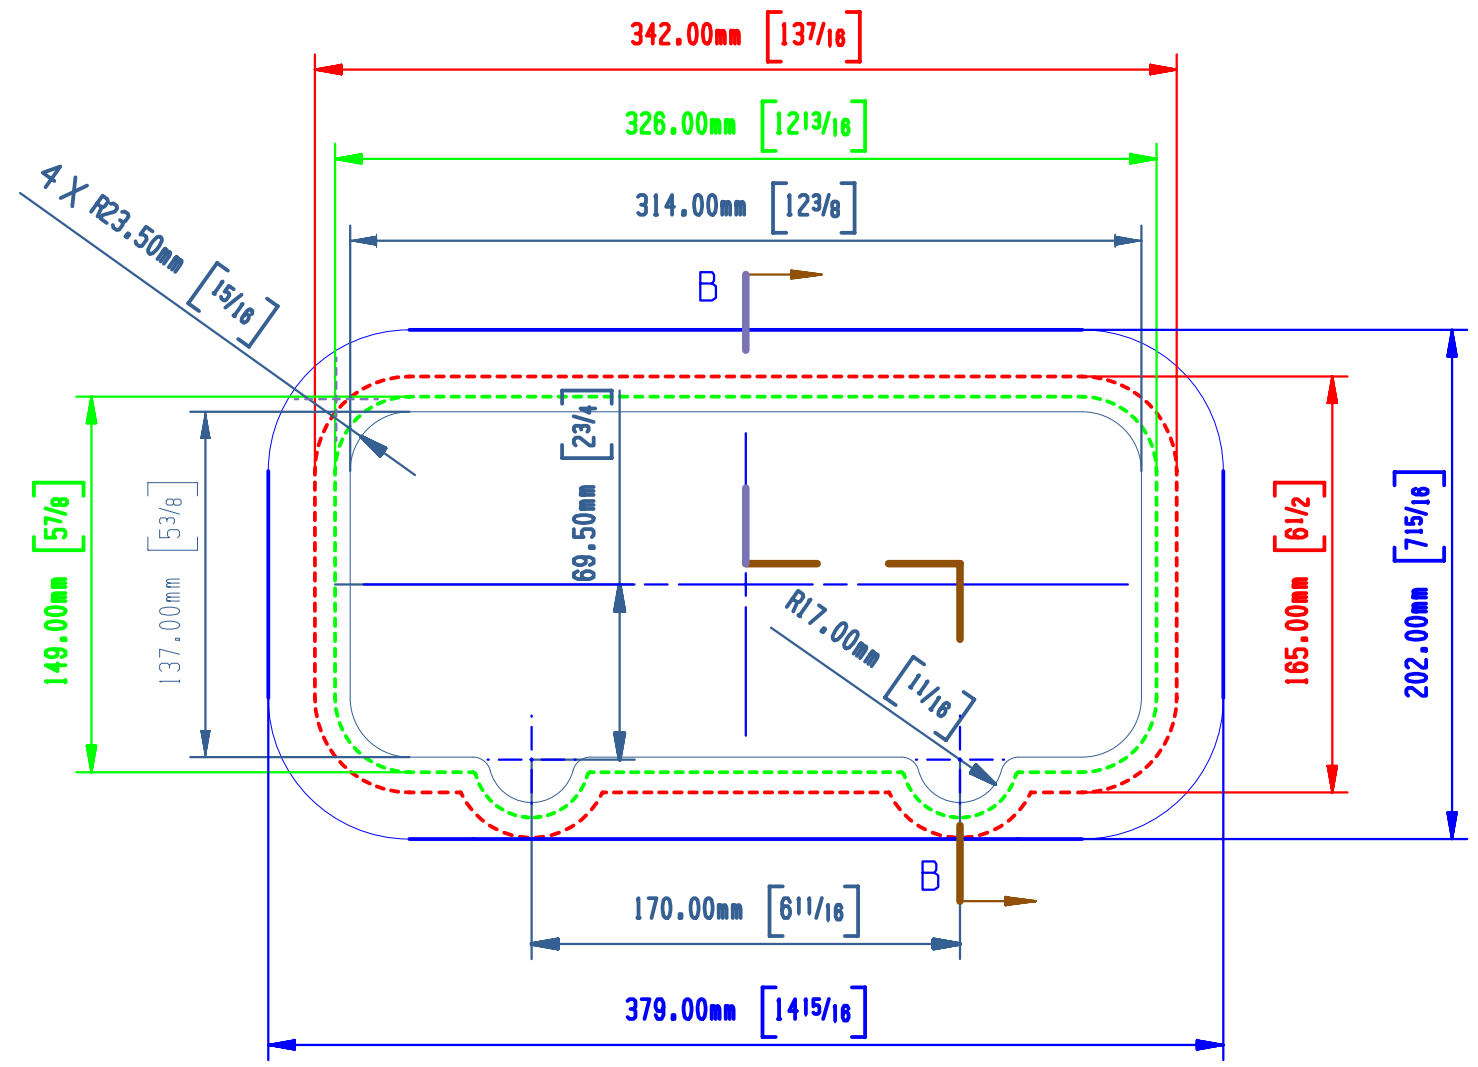 342.00mm [13 7/16]
326.00mm [12 13/16]
314.00mm [12 3/8]
4 X R23.50mm [15/16]
B
69.50mm [2 3/4]
149.00mm [5 7/8]
137.00mm [5 3/8]
165.00mm [6 1/2]
202.00mm [7 15/16]
R17.00mm [11/16]
B
170.00mm [6 11/16]
379.00mm [14 15/16]